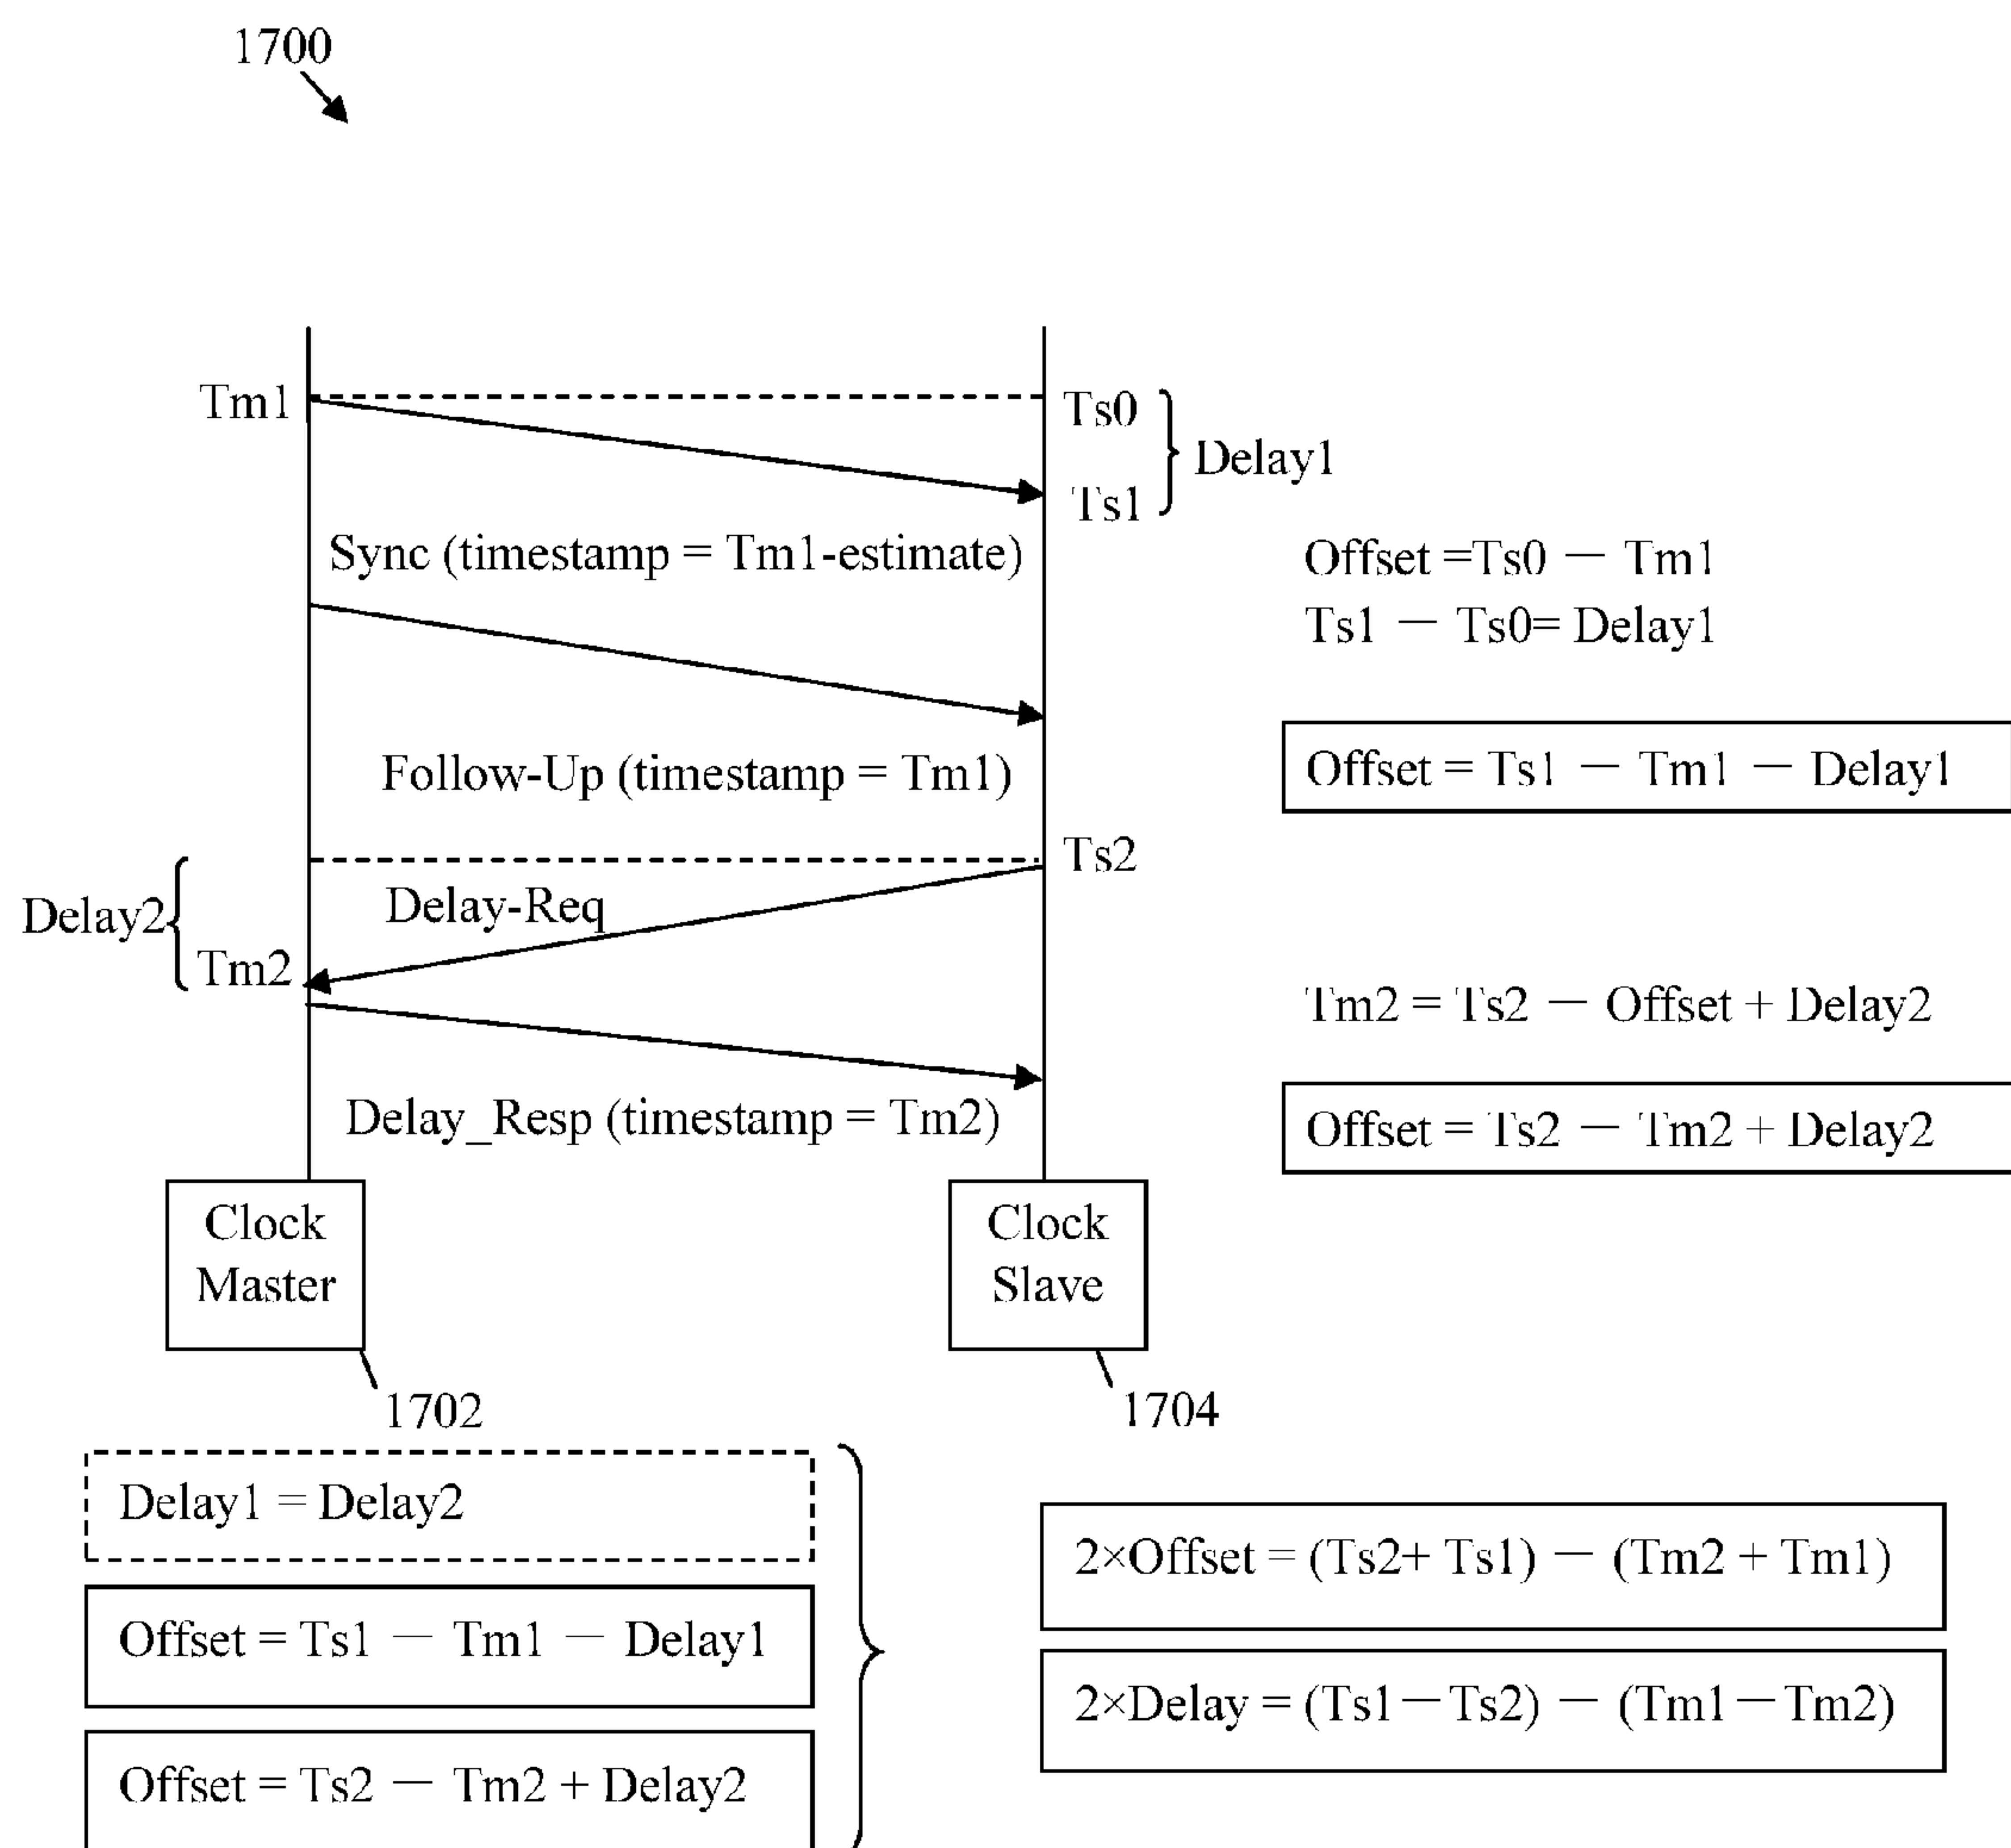 1700
Tm1
Ts0
Delay1
Ts1
Sync (timestamp = Tm1-estimate)
Offset =Ts0 － Tm1
Ts1 － Ts0= Delay1
Follow-Up (timestamp = Tm1)
Offset = Ts1 － Tm1 － Delay1
Ts2
Delay-Req
Delay2
Tm2
Tm2 = Ts2 － Offset + Delay2
Delay_Resp (timestamp = Tm2)
Offset = Ts2 － Tm2 + Delay2
Clock
Master
Clock
Slave
1702
1704
Delay1 = Delay2
Offset = Ts1 － Tm1 － Delay1
Offset = Ts2 － Tm2 + Delay2
2×Offset = (Ts2+ Ts1) － (Tm2 + Tm1)
2×Delay = (Ts1－Ts2) － (Tm1－Tm2)